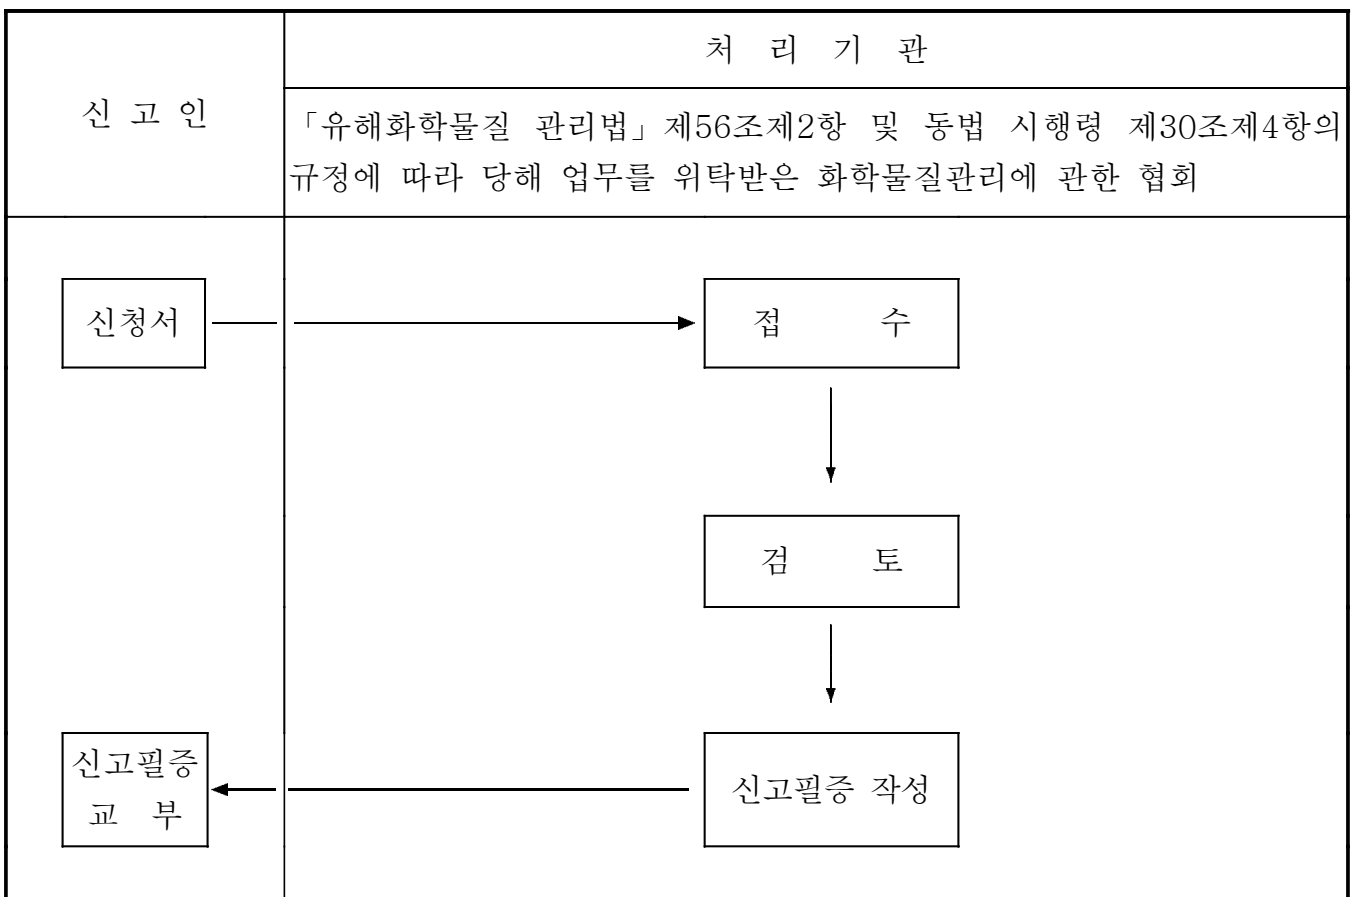 신 고 인
처 리 기 관
「유해화학물질 관리법」제56조제2항 및 동법 시행령 제30조제4항의
규정에 따라 당해 업무를 위탁받은 화학물질관리에 관한 협회
신청서
접 수
검 토
신고필증
교 부
신고필증 작성